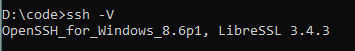 D:\code>ssh -V
OpenSSH_for_Windows_8.6p1, LibreSSL 3.4.3